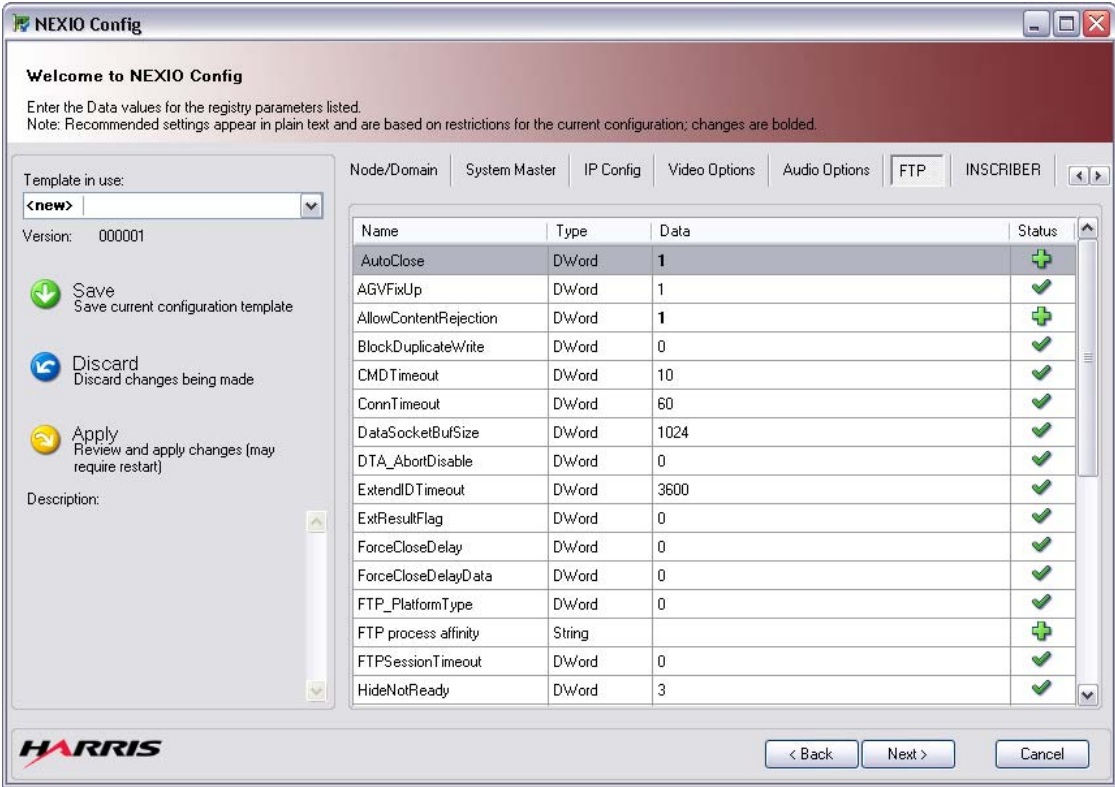 NEXIO Config
Welcome to NEXIO Config
Enter the Data values for the registry parameters listed.
Note: Recommended settings appear in plain text and are based on restrictions for the current configuration; changes are bolded.
Template in use:
<new>
Version: 000001
Save
Save current configuration template
Discard
Discard changes being made
Apply
Review and apply changes (may
require restart)
Description:
Node/Domain System Master IP Config Video Options Audio Options FTP INSCRIBER
Name Type Data Status
AutoClose DWord 1
AGVFixUp DWord 1
AllowContentRejection DWord 1
BlockDuplicateWrite DWord 0
CMDTimeout DWord 10
ConnTimeout DWord 60
DataSocketBufSize DWord 1024
DTA_AbortDisable DWord 0
ExtendIDTimeout DWord 3600
ExtResultFlag DWord 0
ForceCloseDelay DWord 0
ForceCloseDelayData DWord 0
FTP_PlatformType DWord 0
FTP process affinity String
FTPSessionTimeout DWord 0
HideNotReady DWord 3
HARRIS
< Back Next > Cancel